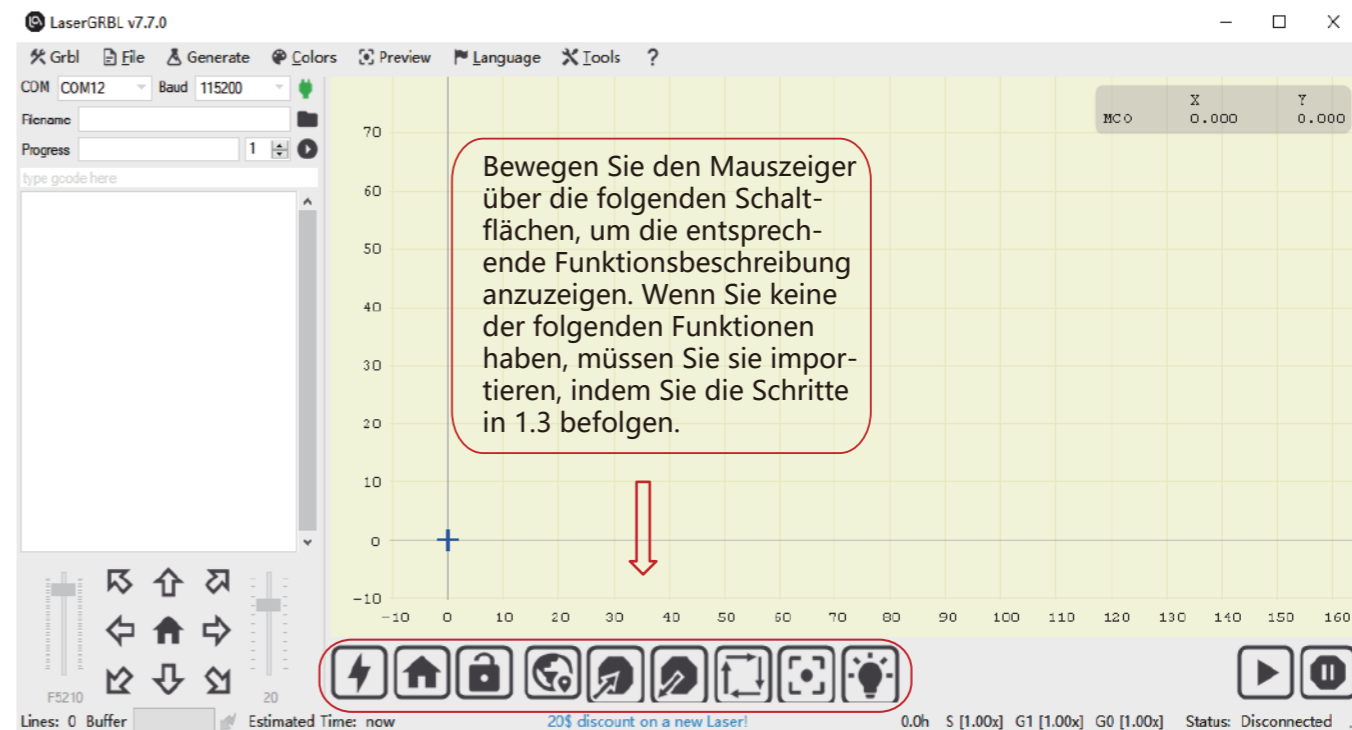 LaserGRBL v7.7.0
Grbl File Generate Colors Preview Language Tools ?
COM COM12 Baud 115200
Filename
Progress 1
type gcode here
X Y
MCO 0.000 0.000
70
60
50
40
30
20
10
0
-10
-10 0 10 20 30 40 50 60 70 80 90 100 110 120 130 140 150 160
Bewegen Sie den Mauszeiger
über die folgenden Schalt-
flächen, um die entsprech-
ende Funktionsbeschreibung
anzuzeigen. Wenn Sie keine
der folgenden Funktionen
haben, müssen Sie sie impor-
tieren, indem Sie die Schritte
in 1.3 befolgen.
F5210 20
Lines: 0 Buffer Estimated Time: now 20$ discount on a new Laser! 0.0h S [1.00x] G1 [1.00x] G0 [1.00x] Status: Disconnected